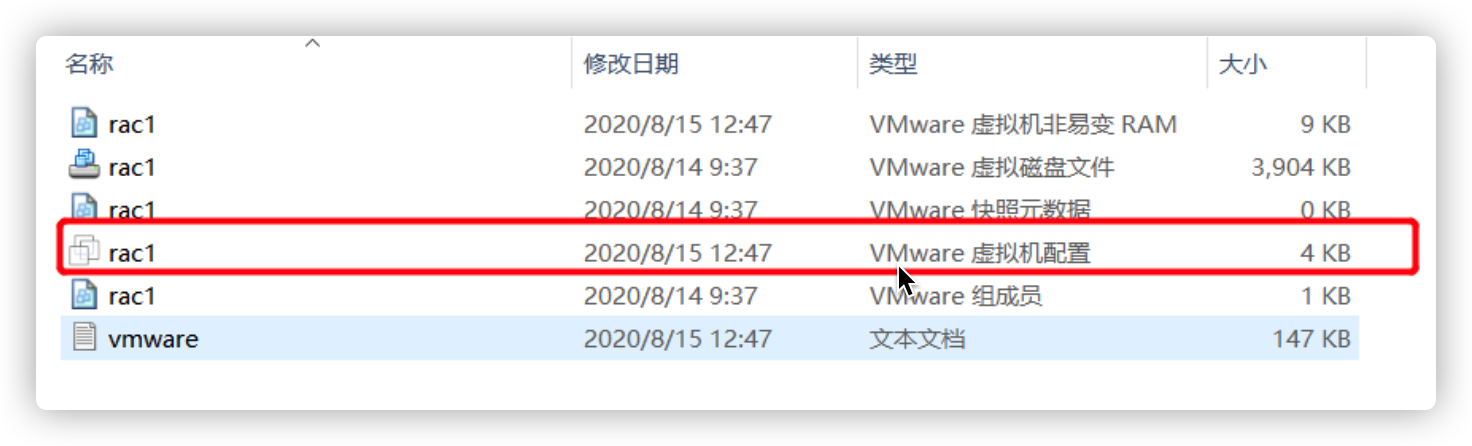 名称 修改日期 类型 大小
rac1 2020/8/15 12:47 VMware 虚拟机非易变 RAM 9 KB
rac1 2020/8/14 9:37 VMware 虚拟磁盘文件 3,904 KB
rac1 2020/8/14 9:37 VMware 快照元数据 0 KB
rac1 2020/8/15 12:47 VMware 虚拟机配置 4 KB
rac1 2020/8/14 9:37 VMware 组成员 1 KB
vmware 2020/8/15 12:47 文本文档 147 KB